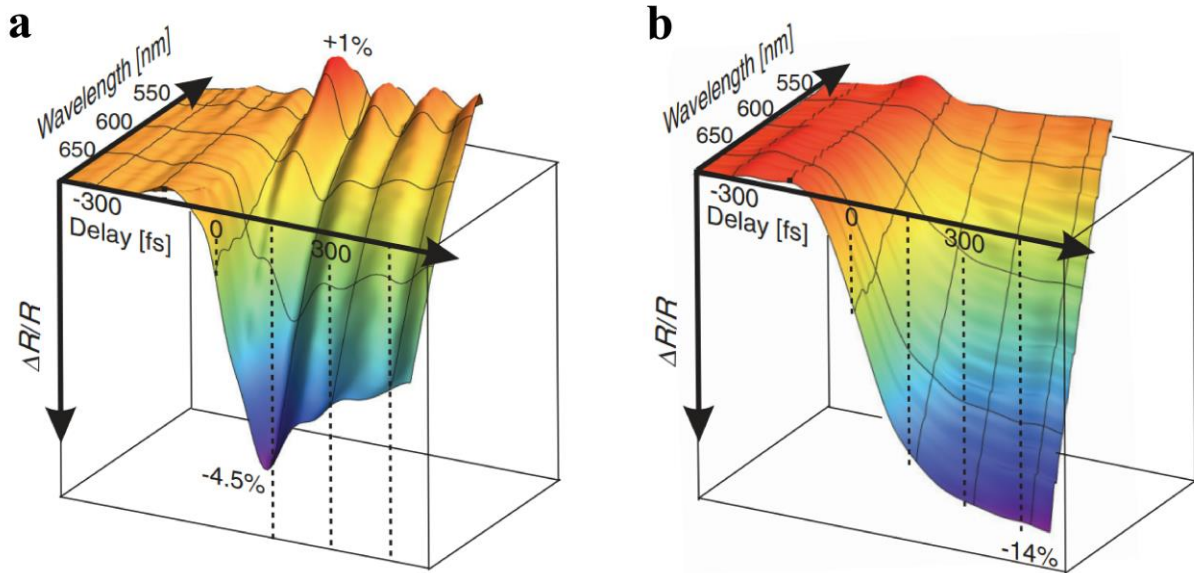 a
+1%
Wavelength [nm]
550
600
650
-300
0
300
Delay [fs]
ΔR/R
-4.5%
b
Wavelength [nm]
550
600
650
-300
0
300
Delay [fs]
ΔR/R
-14%